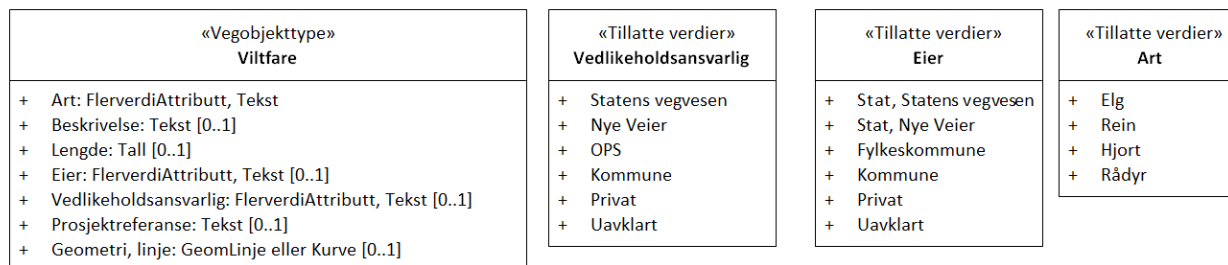 «Vegobjekttype»
Viltfare
+ Art: FlerverdiAttributt, Tekst
+ Beskrivelse: Tekst [0..1]
+ Lengde: Tall [0..1]
+ Eier: FlerverdiAttributt, Tekst [0..1]
+ Vedlikeholdsansvarlig: FlerverdiAttributt, Tekst [0..1]
+ Prosjektreferanse: Tekst [0..1]
+ Geometri, linje: GeomLinje eller Kurve [0..1]
«Tillatte verdier»
Vedlikeholdsansvarlig
+ Statens vegvesen
+ Nye Veier
+ OPS
+ Kommune
+ Privat
+ Uavklart
«Tillatte verdier»
Eier
+ Stat, Statens vegvesen
+ Stat, Nye Veier
+ Fylkeskommune
+ Kommune
+ Privat
+ Uavklart
«Tillatte verdier»
Art
+ Elg
+ Rein
+ Hjort
+ Rådyr